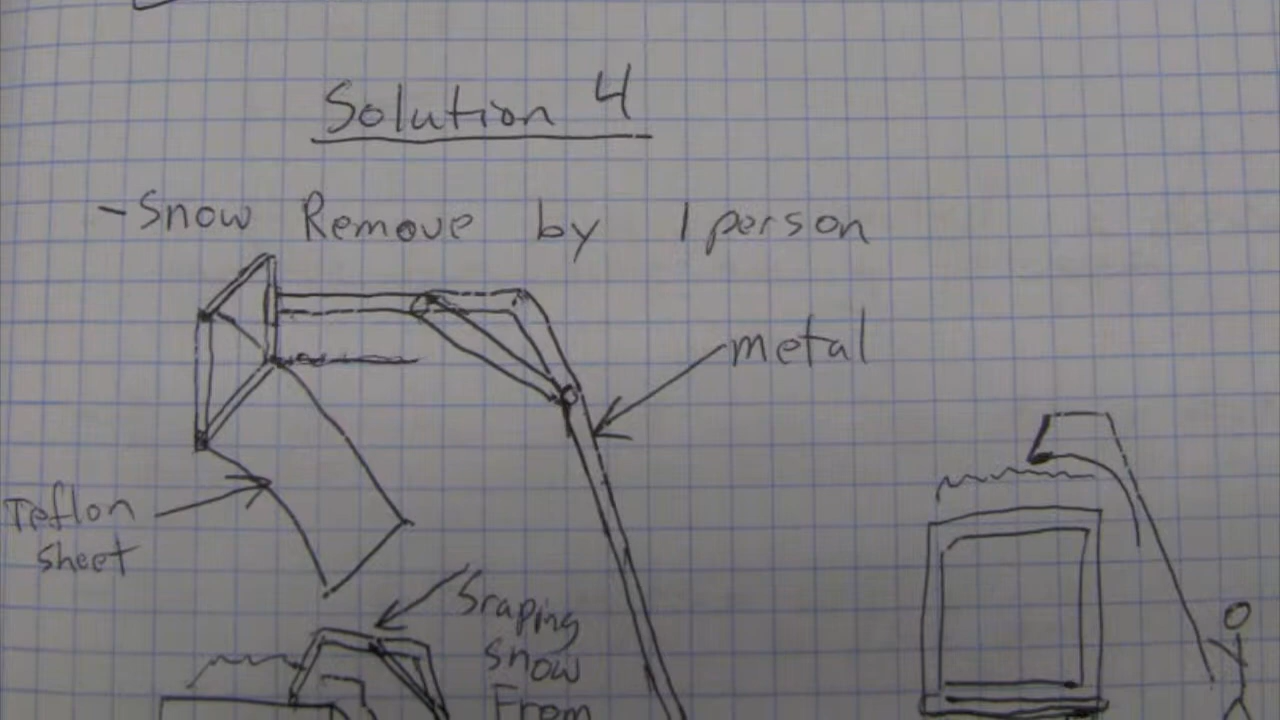 Solution 4
- Snow Remove by 1 person
metal
Teflon
sheet
Sraping
snow
From